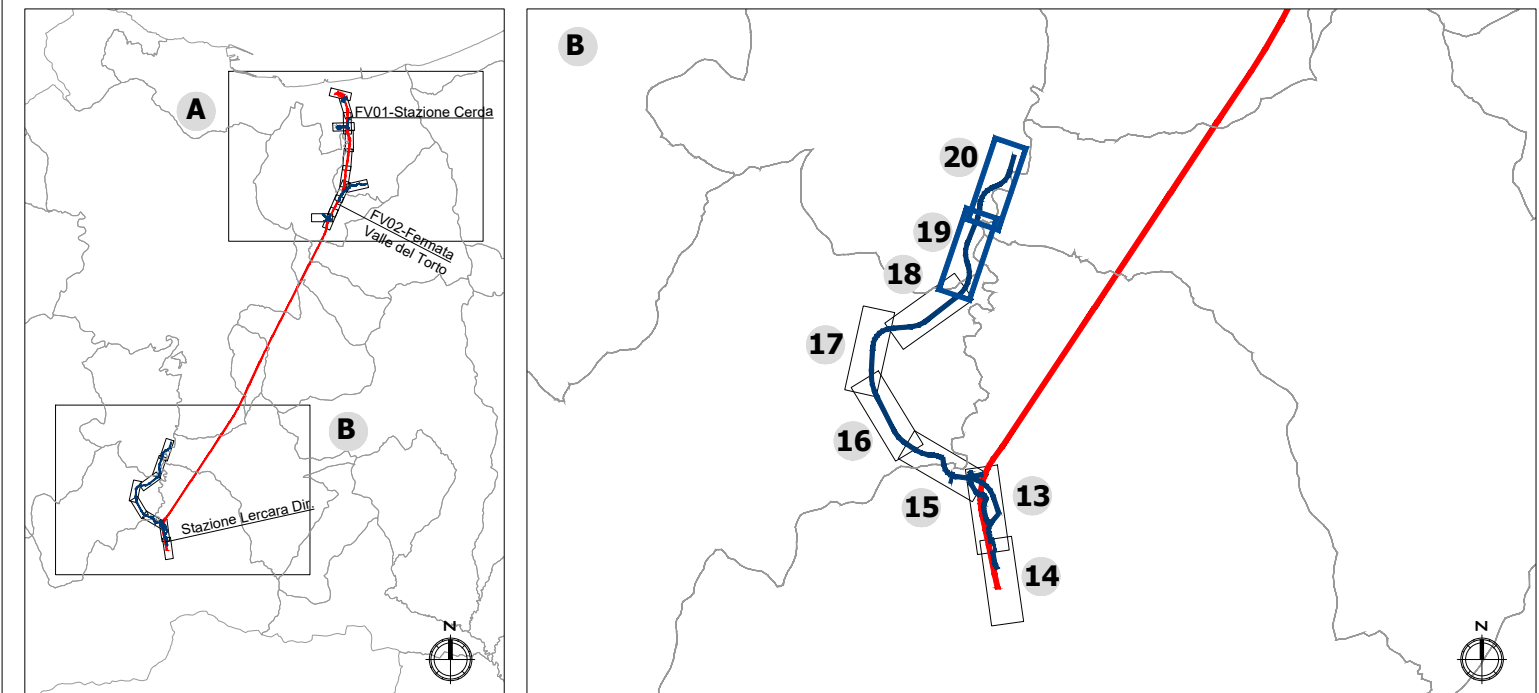 A
FV01-Stazione Cerda
FV02-Fermata
Valle del Torto
B
Stazione Lercara Dir.
N
B
20
19
18
17
16
15
13
14
N